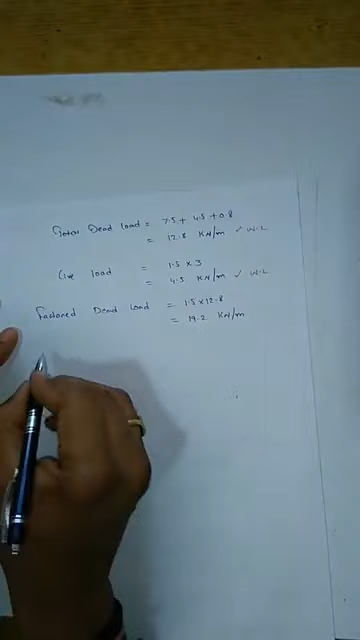 Total Dead load = 7.5 + 4.5 + 0.8
= 12.8 KN/m ✓ W.L
Live load = 1.5 x 3
= 4.5 KN/m ✓ W.L
Factored Dead load = 1.5 x 12.8
= 19.2 KN/m